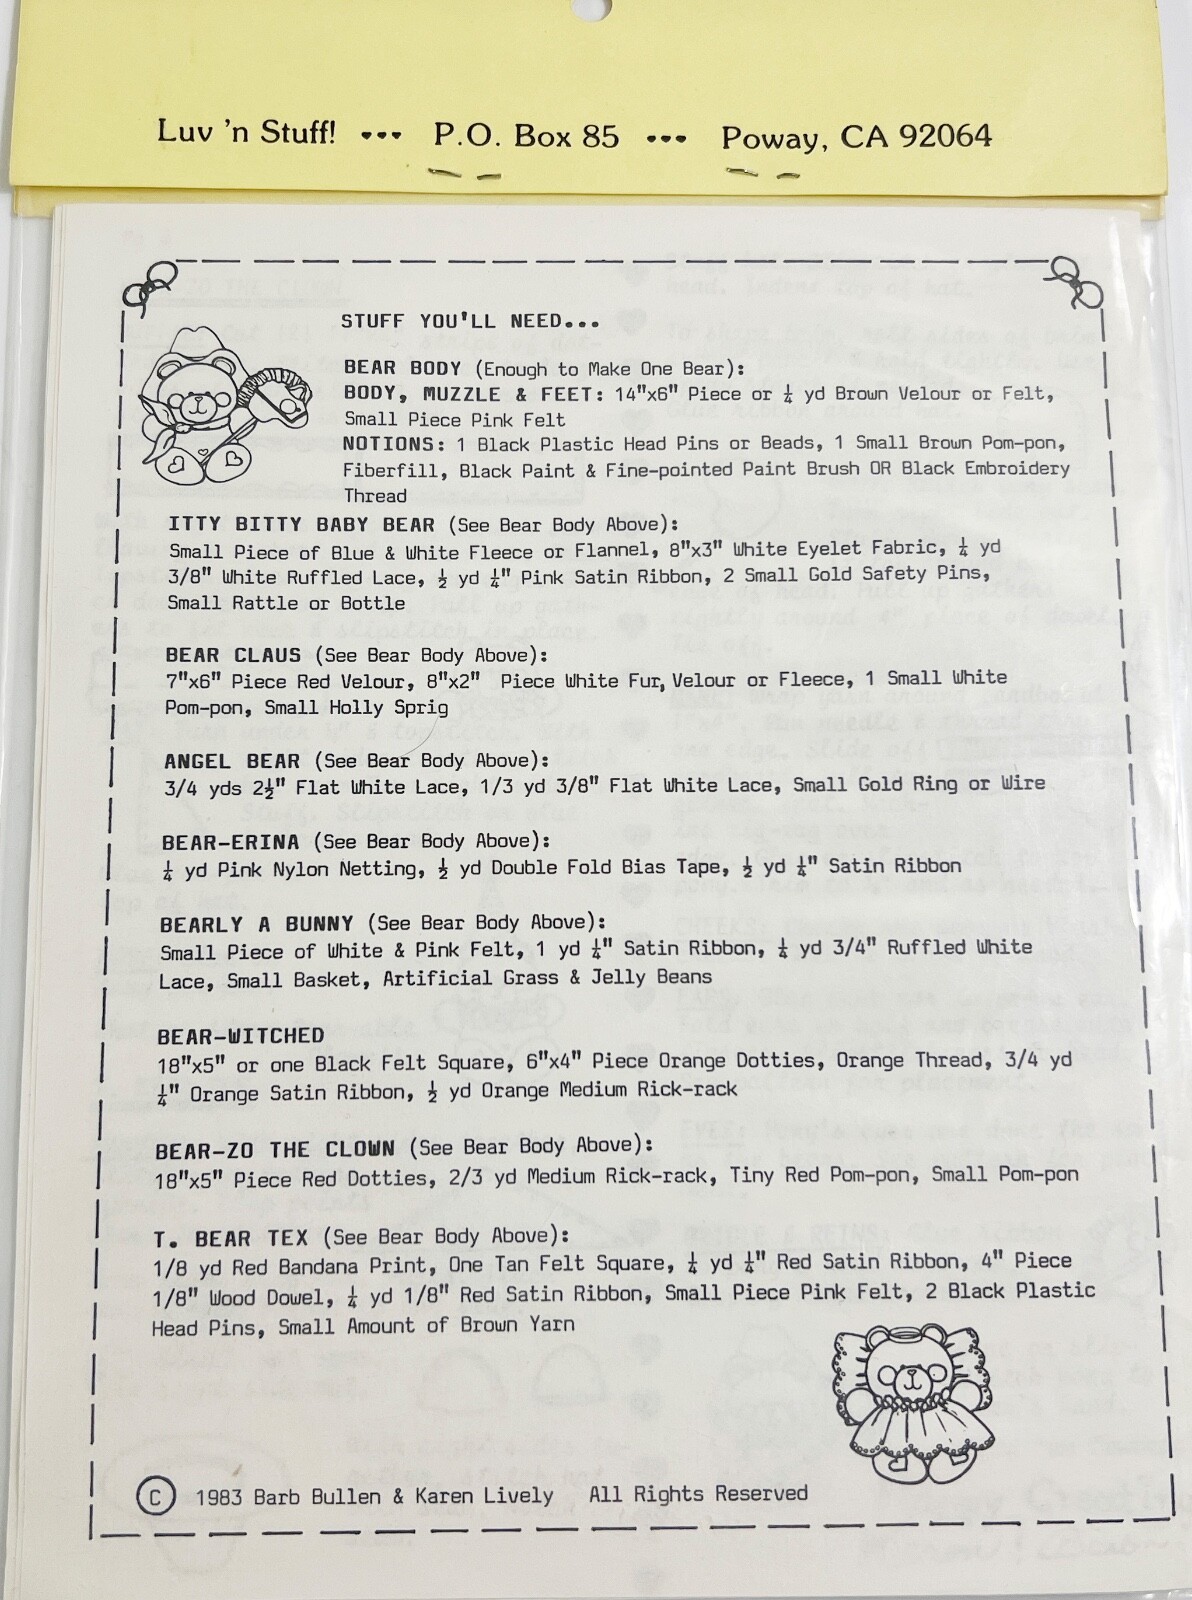 Luv 'n Stuff! ♥♥♥ P.O. Box 85 ♥♥♥ Poway, CA 92064
STUFF YOU'LL NEED...
BEAR BODY (Enough to Make One Bear):
BODY, MUZZLE & FEET: 14"x6" Piece or ¼ yd Brown Velour or Felt,
Small Piece Pink Felt
NOTIONS: 1 Black Plastic Head Pins or Beads, 1 Small Brown Pom-pon,
Fiberfill, Black Paint & Fine-pointed Paint Brush OR Black Embroidery
Thread
ITTY BITTY BABY BEAR (See Bear Body Above):
Small Piece of Blue & White Fleece or Flannel, 8"x3" White Eyelet Fabric, ¼ yd
3/8" White Ruffled Lace, ½ yd ¼" Pink Satin Ribbon, 2 Small Gold Safety Pins,
Small Rattle or Bottle
BEAR CLAUS (See Bear Body Above):
7"x6" Piece Red Velour, 8"x2" Piece White Fur, Velour or Fleece, 1 Small White
Pom-pon, Small Holly Sprig
ANGEL BEAR (See Bear Body Above):
3/4 yds 2½" Flat White Lace, 1/3 yd 3/8" Flat White Lace, Small Gold Ring or Wire
BEAR-ERINA (See Bear Body Above):
¼ yd Pink Nylon Netting, ½ yd Double Fold Bias Tape, ½ yd ¼" Satin Ribbon
BEARLY A BUNNY (See Bear Body Above):
Small Piece of White & Pink Felt, 1 yd ¼" Satin Ribbon, ¼ yd 3/4" Ruffled White
Lace, Small Basket, Artificial Grass & Jelly Beans
BEAR-WITCHED
18"x5" or one Black Felt Square, 6"x4" Piece Orange Dotties, Orange Thread, 3/4 yd
¼" Orange Satin Ribbon, ½ yd Orange Medium Rick-rack
BEAR-ZO THE CLOWN (See Bear Body Above):
18"x5" Piece Red Dotties, 2/3 yd Medium Rick-rack, Tiny Red Pom-pon, Small Pom-pon
T. BEAR TEX (See Bear Body Above):
1/8 yd Red Bandana Print, One Tan Felt Square, ¼ yd ¼" Red Satin Ribbon, 4" Piece
1/8" Wood Dowel, ¼ yd 1/8" Red Satin Ribbon, Small Piece Pink Felt, 2 Black Plastic
Head Pins, Small Amount of Brown Yarn
© 1983 Barb Bullen & Karen Lively All Rights Reserved